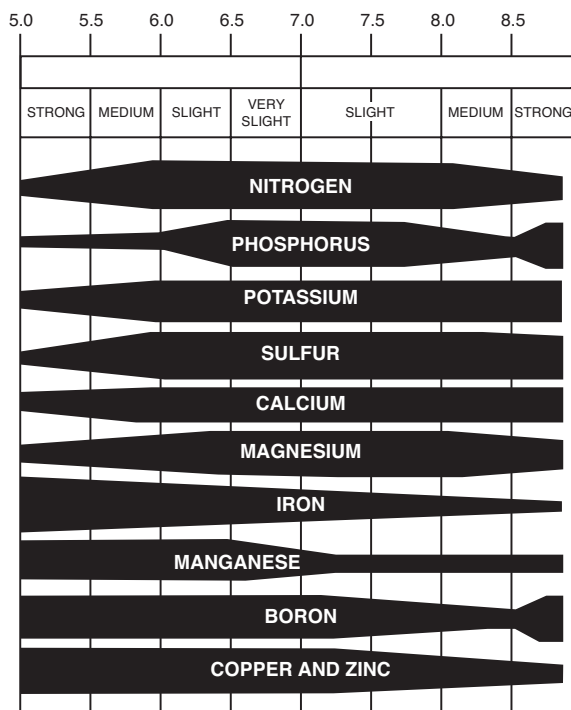 5.0 5.5 6.0 6.5 7.0 7.5 8.0 8.5
STRONG MEDIUM SLIGHT VERY SLIGHT SLIGHT MEDIUM STRONG
NITROGEN
PHOSPHORUS
POTASSIUM
SULFUR
CALCIUM
MAGNESIUM
IRON
MANGANESE
BORON
COPPER AND ZINC